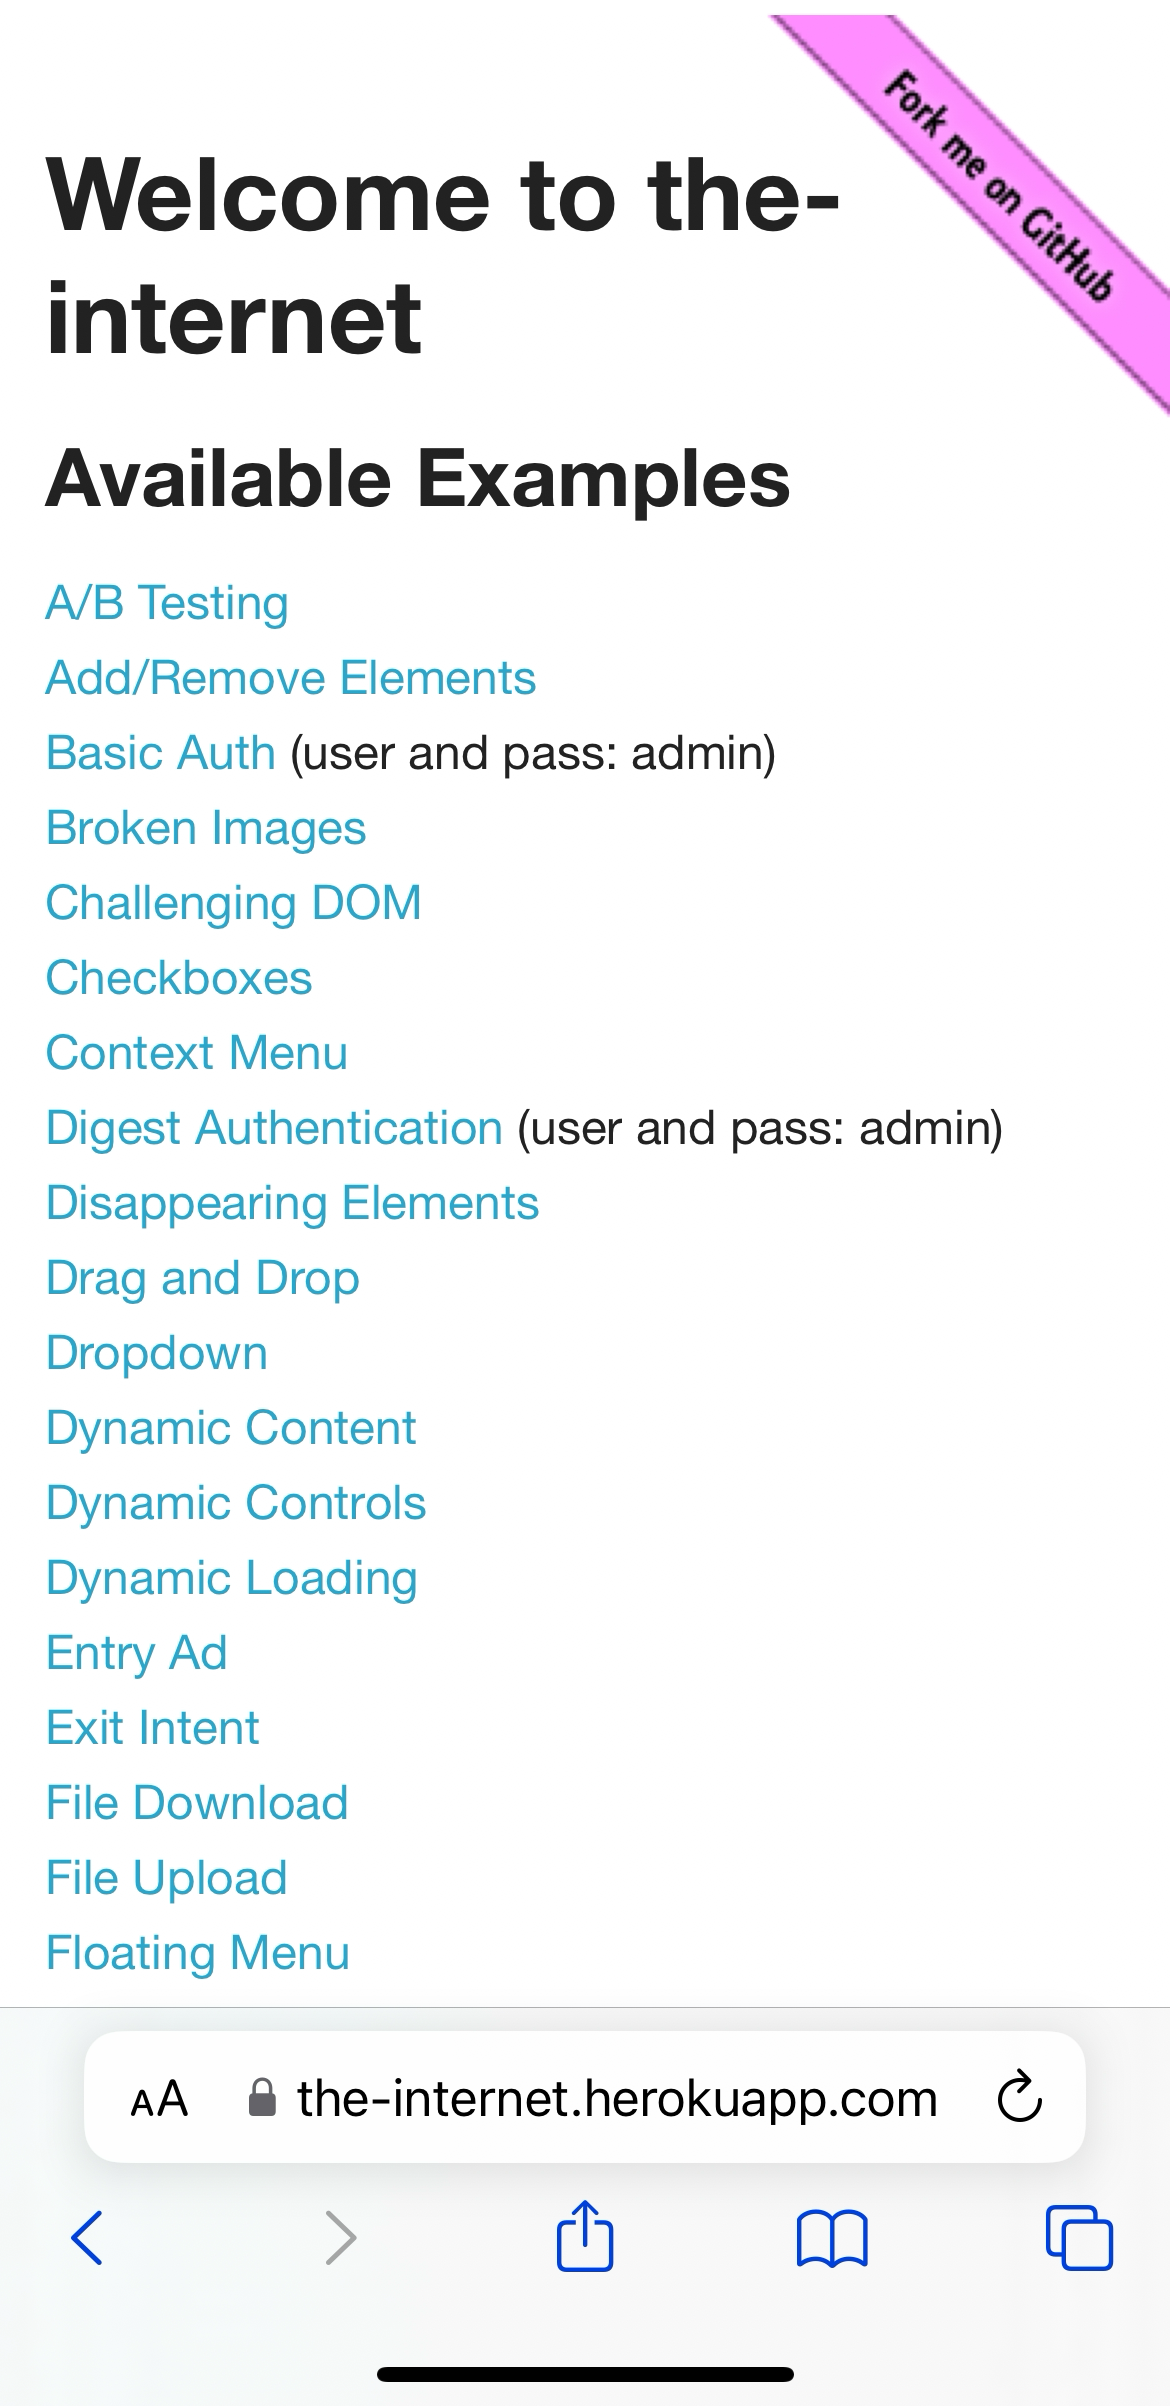 Fork me on GitHub
Welcome to the-
internet
Available Examples
A/B Testing
Add/Remove Elements
Basic Auth (user and pass: admin)
Broken Images
Challenging DOM
Checkboxes
Context Menu
Digest Authentication (user and pass: admin)
Disappearing Elements
Drag and Drop
Dropdown
Dynamic Content
Dynamic Controls
Dynamic Loading
Entry Ad
Exit Intent
File Download
File Upload
Floating Menu
AA the-internet.herokuapp.com